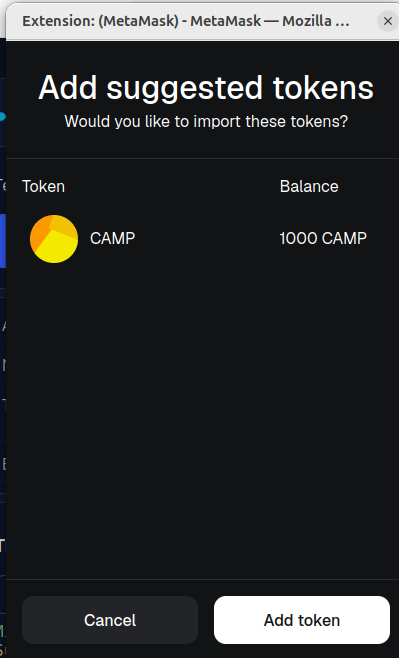 Extension: (MetaMask) - MetaMask — Mozilla ...
Add suggested tokens
Would you like to import these tokens?
Token Balance
CAMP 1000 CAMP
Cancel Add token